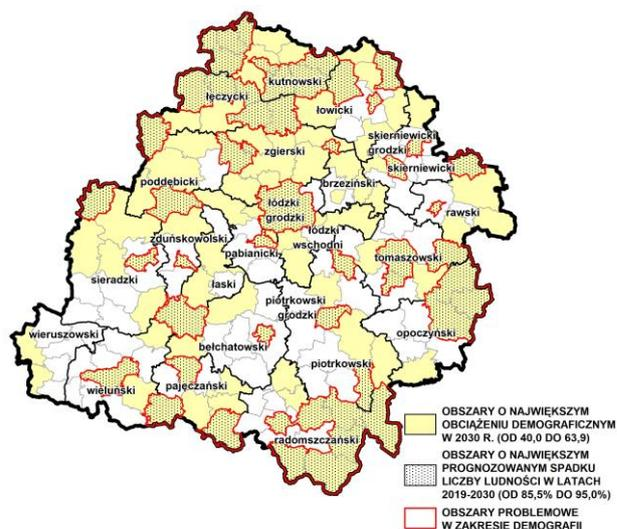 kutnowski
łęczycki
łowicki
skierniewicki
grodzki
skierniewicki
zgierski
poddębicki
brzeziński
łódzki
grodzki
rawski
łódzki
wschodni
zduńskowolski
pabianicki
tomaszowski
sieradzki
łaski
piotrkowski
grodzki
opoczyński
wieruszowski
bełchatowski
piotrkowski
wieluński
pajęczański
radomszczański
OBSZARY O NAJWIĘKSZYM
OBCIĄŻENIU DEMOGRAFICZNYM
W 2030 R. (OD 40,0 DO 63,9)
OBSZARY O NAJWIĘKSZYM
PROGNOZOWANYM SPADKU
LICZBY LUDNOŚCI W LATACH
2019-2030 (OD 85,5% DO 95,0%)
OBSZARY PROBLEMOWE
W ZAKRESIE DEMOGRAFII